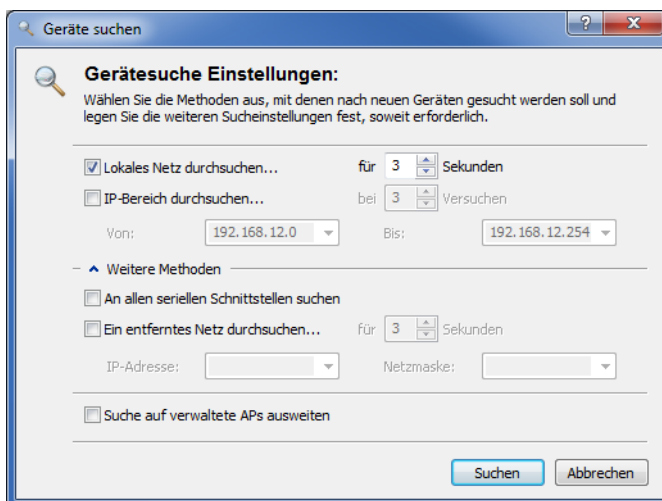 Geräte suchen
Gerätesuche Einstellungen:
Wählen Sie die Methoden aus, mit denen nach neuen Geräten gesucht werden soll und
legen Sie die weiteren Sucheinstellungen fest, soweit erforderlich.
Lokales Netz durchsuchen... für 3 Sekunden
IP-Bereich durchsuchen... bei 3 Versuchen
Von: 192.168.12.0 Bis: 192.168.12.254
Weitere Methoden
An allen seriellen Schnittstellen suchen
Ein entferntes Netz durchsuchen... für 3 Sekunden
IP-Adresse: Netzmaske:
Suche auf verwaltete APs ausweiten
Suchen Abbrechen